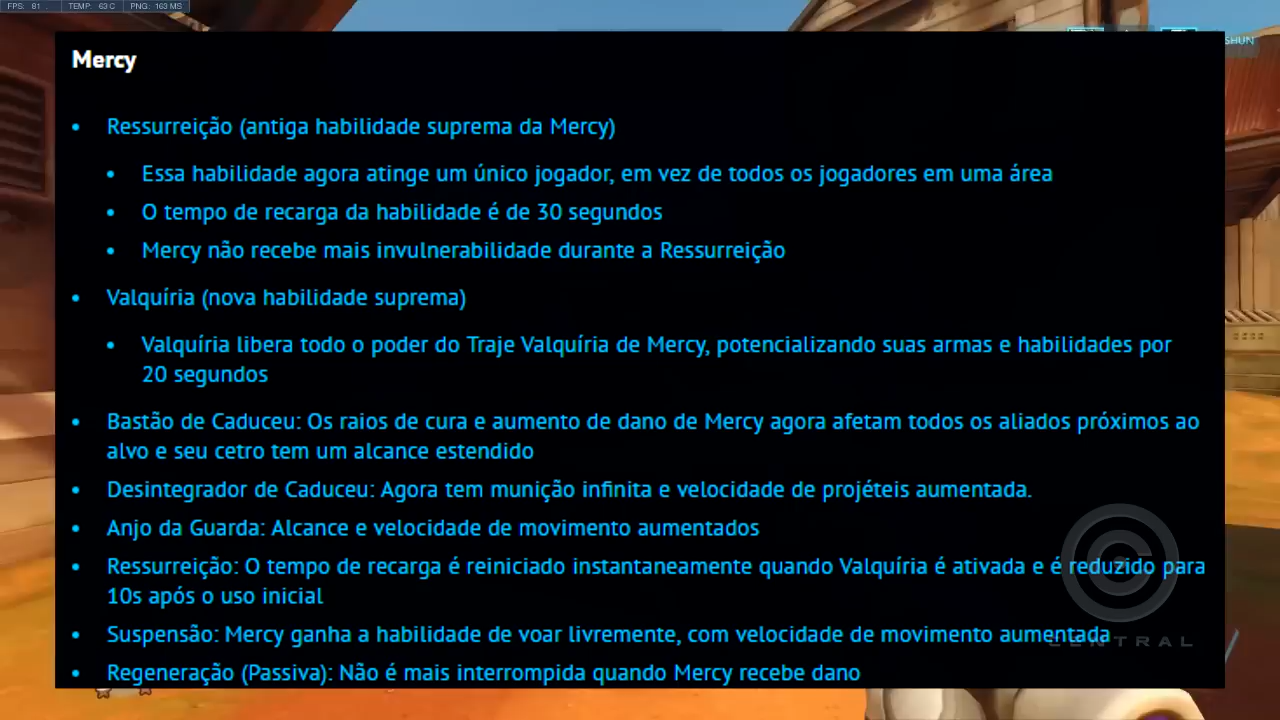 FPS: 81
TEMP: 63 C
PNG: 163 MS
SHUN
Mercy
• Ressurreição (antiga habilidade suprema da Mercy)
• Essa habilidade agora atinge um único jogador, em vez de todos os jogadores em uma área
• O tempo de recarga da habilidade é de 30 segundos
• Mercy não recebe mais invulnerabilidade durante a Ressurreição
• Valquíria (nova habilidade suprema)
• Valquíria libera todo o poder do Traje Valquíria de Mercy, potencializando suas armas e habilidades por
20 segundos
• Bastão de Caduceu: Os raios de cura e aumento de dano de Mercy agora afetam todos os aliados próximos ao
alvo e seu cetro tem um alcance estendido
• Desintegrador de Caduceu: Agora tem munição infinita e velocidade de projéteis aumentada.
• Anjo da Guarda: Alcance e velocidade de movimento aumentados
• Ressurreição: O tempo de recarga é reiniciado instantaneamente quando Valquíria é ativada e é reduzido para
10s após o uso inicial
• Suspensão: Mercy ganha a habilidade de voar livremente, com velocidade de movimento aumentada
CENTRAL
• Regeneração (Passiva): Não é mais interrompida quando Mercy recebe dano